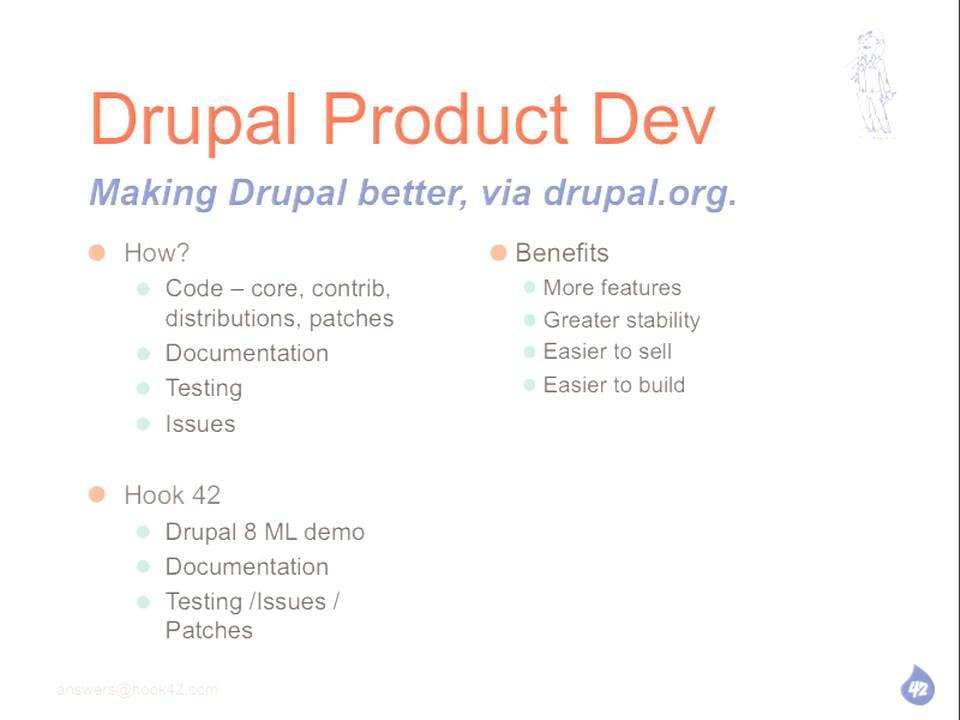 Drupal Product Dev
Making Drupal better, via drupal.org.
How?
Code – core, contrib,
distributions, patches
Documentation
Testing
Issues
Hook 42
Drupal 8 ML demo
Documentation
Testing /Issues /
Patches
Benefits
More features
Greater stability
Easier to sell
Easier to build
answers@hook42.com
42